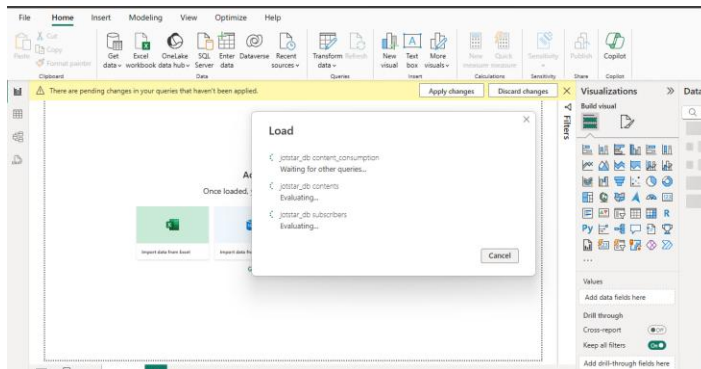 File Home Insert Modeling View Optimize Help
Paste
Cut
Copy
Format painter
Get data
Excel workbook
OneLake data hub
SQL Server
Enter data
Dataverse
Recent sources
Transform data
Refresh
New visual
Text box
More visuals
New measure
Quick measure
Sensitivity
Publish
Copilot
Clipboard Data Queries Insert Calculations Sensitivity Share Copilot
There are pending changes in your queries that haven't been applied.
Apply changes
Discard changes
Filters
Once loaded,
Import data from Excel
Load
jotstar_db content_consumption
Waiting for other queries...
jotstar_db contents
Evaluating...
jotstar_db subscribers
Evaluating...
Cancel
Visualizations
Build visual
R
Py
...
Values
Add data fields here
Drill through
Cross-report
Off
Keep all filters
On
Add drill-through fields here
Data